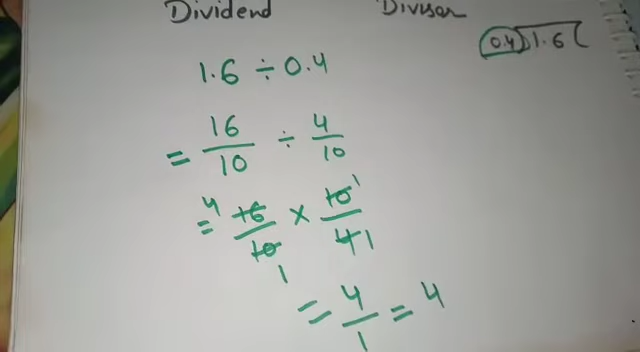 Dividend Divisor
0.4)1.6(
1.6 ÷ 0.4
= 16/10 ÷ 4/10
= 4 16/10 1 × 10 1/4 1
= 4/1 = 4